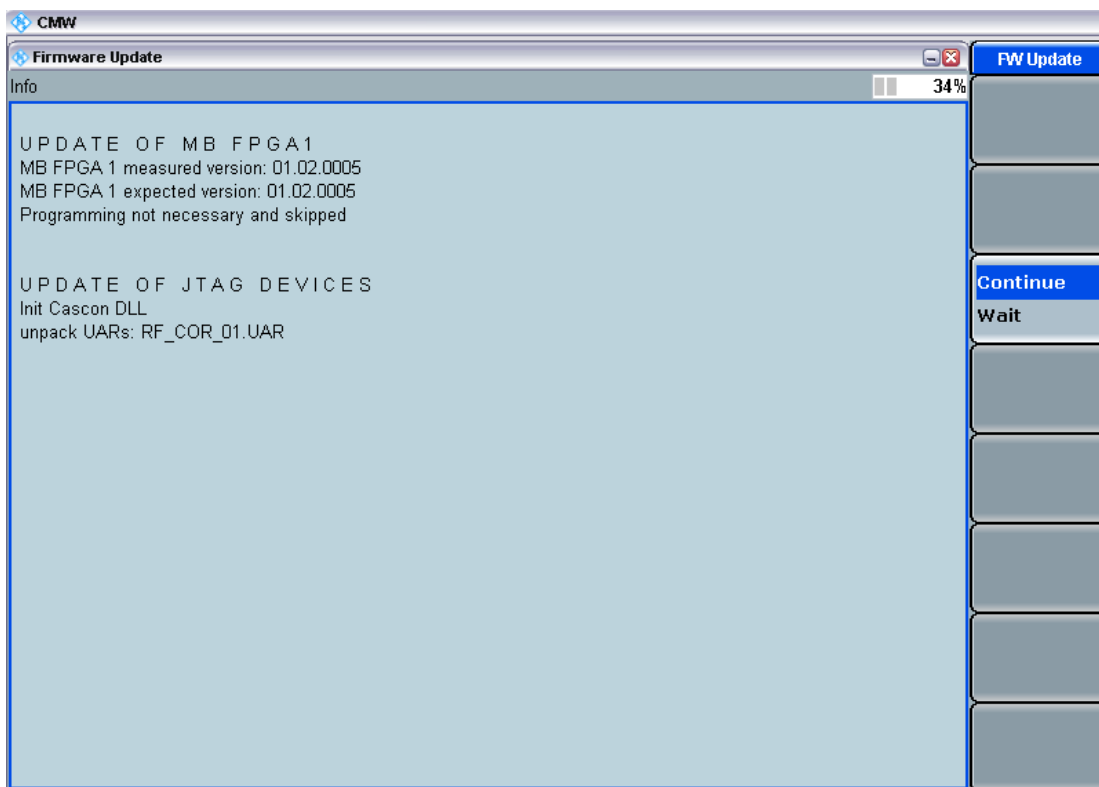 CMW
Firmware Update
FW Update
Info
34%
UPDATE OF MB FPGA1
MB FPGA 1 measured version: 01.02.0005
MB FPGA 1 expected version: 01.02.0005
Programming not necessary and skipped
UPDATE OF JTAG DEVICES
Init Cascon DLL
unpack UARs: RF_COR_01.UAR
Continue
Wait